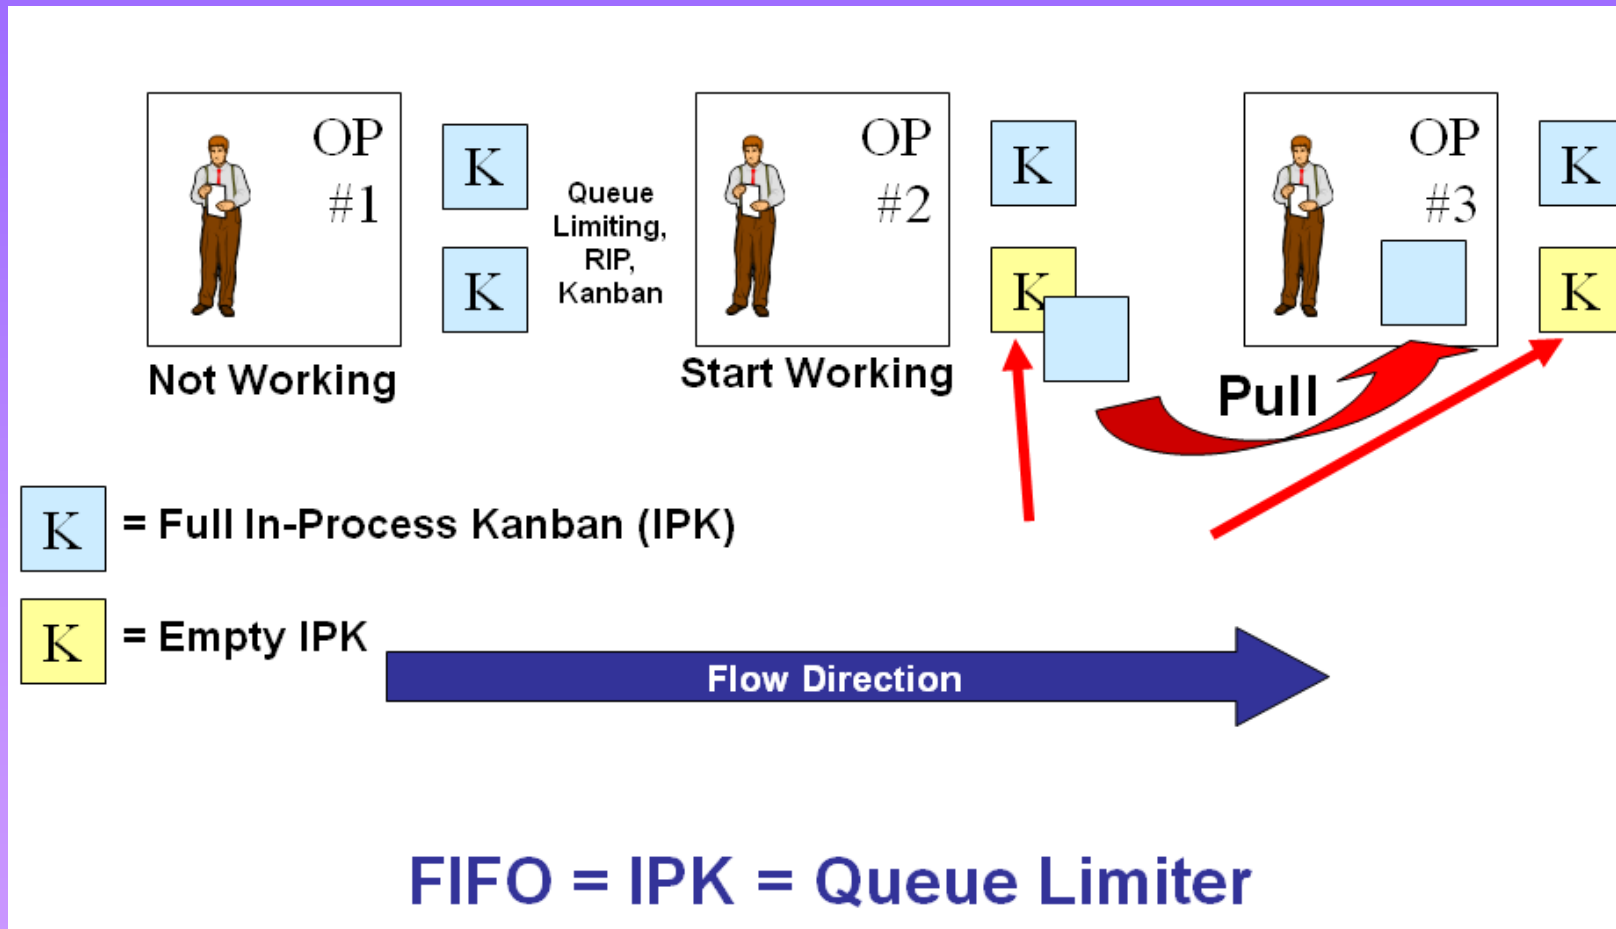 OP
#1
K
K
Queue
Limiting,
RIP,
Kanban
OP
#2
K
K
OP
#3
K
K
Not Working
Start Working
Pull
K = Full In-Process Kanban (IPK)
K = Empty IPK
Flow Direction
FIFO = IPK = Queue Limiter